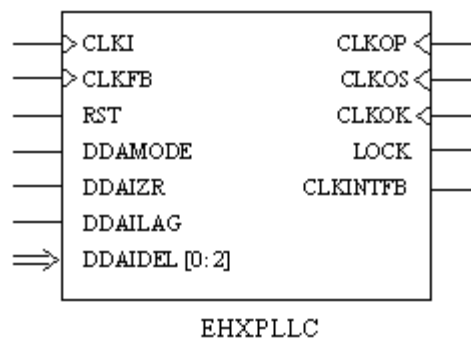 CLKI CLKOP
CLKFB CLKOS
RST CLKOK
DDAMODE LOCK
DDAIZR CLKINTFB
DDAILAG
DDAIDEL [0:2]
EHXPLLC